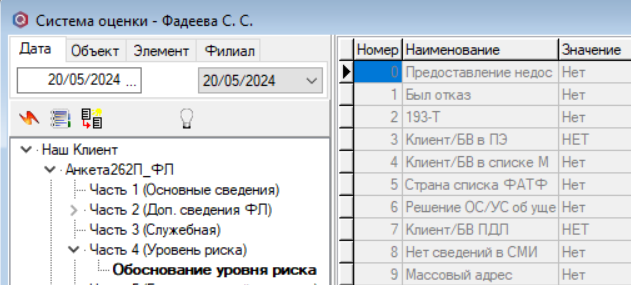 Система оценки - Фадеева С. С.
Дата Объект Элемент Филиал
20/05/2024 ... 20/05/2024
Наш Клиент
Анкета262П_ФП
Часть 1 (Основные сведения)
Часть 2 (Доп. сведения ФЛ)
Часть 3 (Служебная)
Часть 4 (Уровень риска)
Обоснование уровня риска
Номер Наименование Значение
0 Предоставление недос Нет
1 Был отказ Нет
2 193-Т Нет
3 Клиент/БВ в ПЭ НЕТ
4 Клиент/БВ в списке М Нет
5 Страна списка ФАТФ Нет
6 Решение ОС/УС об уще Нет
7 Клиент/БВ ПДЛ НЕТ
8 Нет сведений в СМИ Нет
9 Массовый адрес Нет